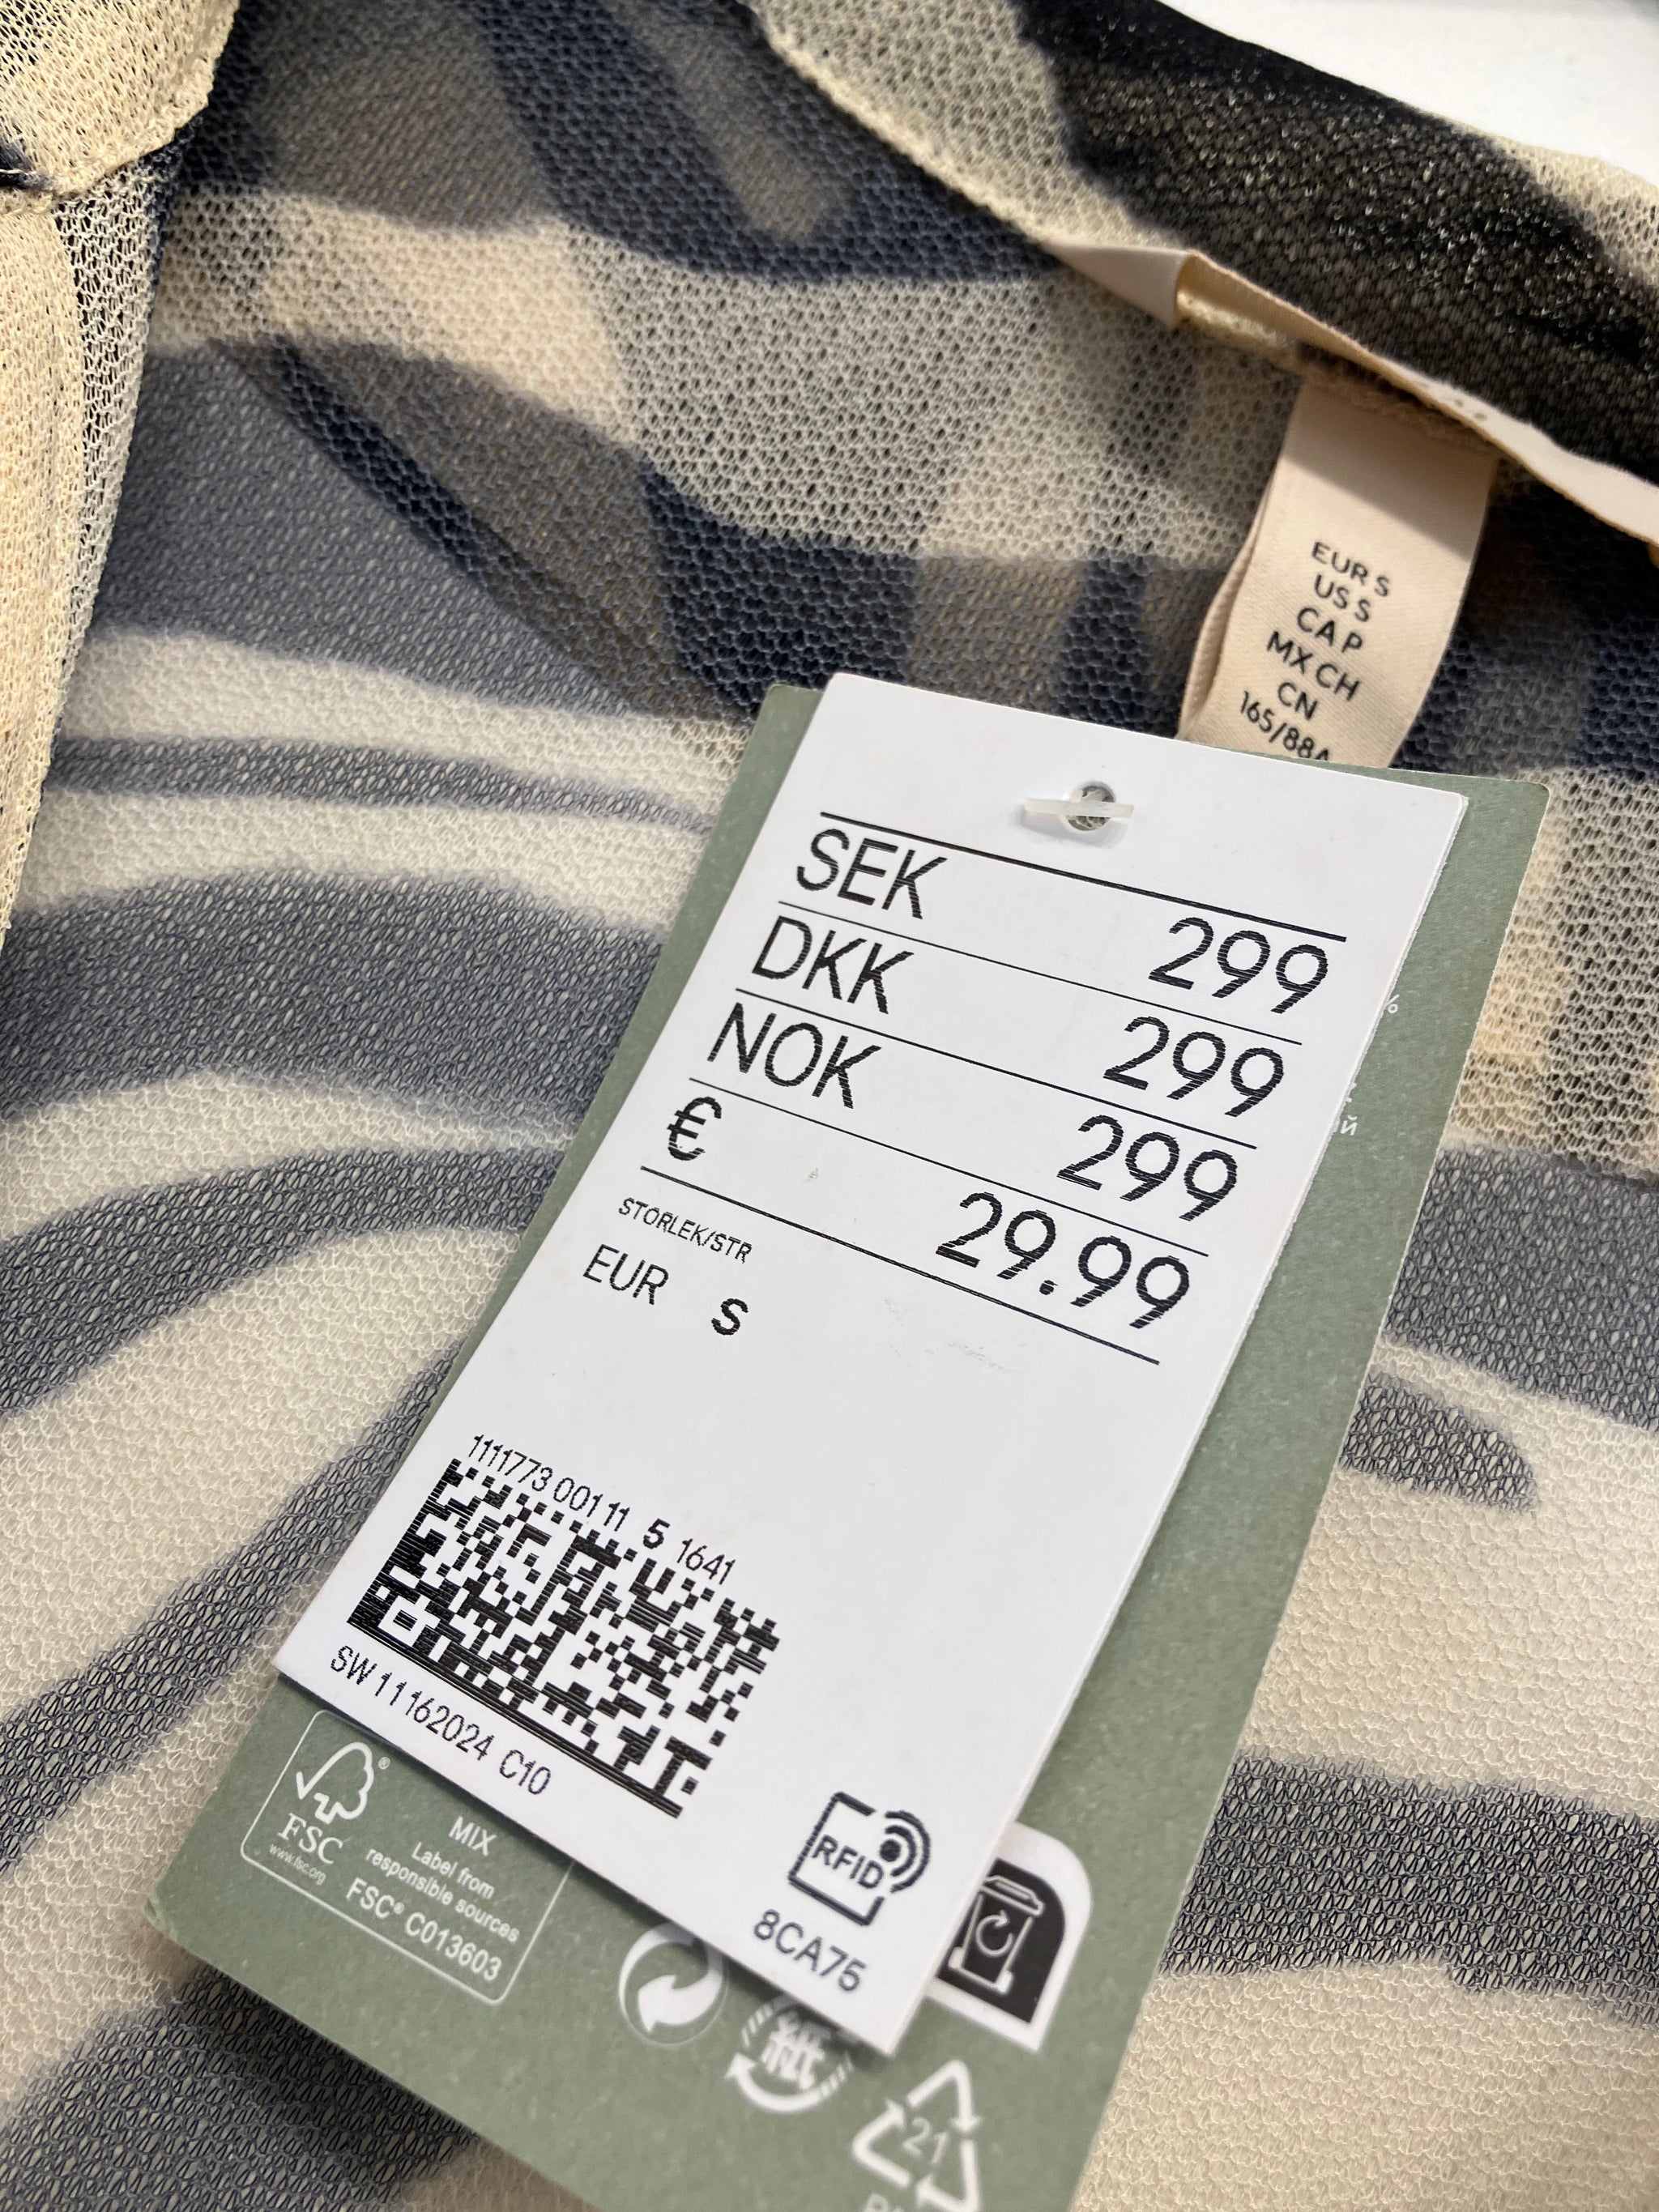 EUR S
US S
CA P
MX CH
CN
165/88A
SEK 299
DKK 299
NOK 299
€ 29.99
STORLEK/STR
EUR S
1111773 001 11 5 1641
SW 11162024 C10
RFID
8CA75
%
й
FSC®
www.fsc.org
MIX
Label from
responsible sources
FSC® C013603
紙
21